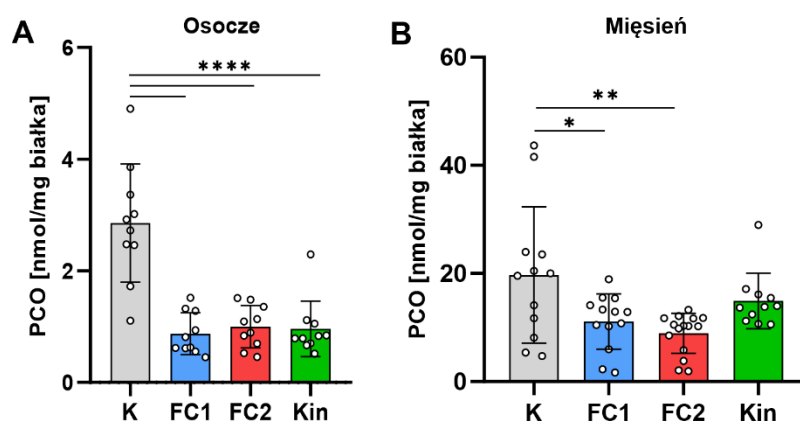 A
Osocze
PCO [nmol/mg białka]
6
4
2
0
****
K FC1 FC2 Kin
B
Mięsień
PCO [nmol/mg białka]
60
40
20
0
**
*
K FC1 FC2 Kin